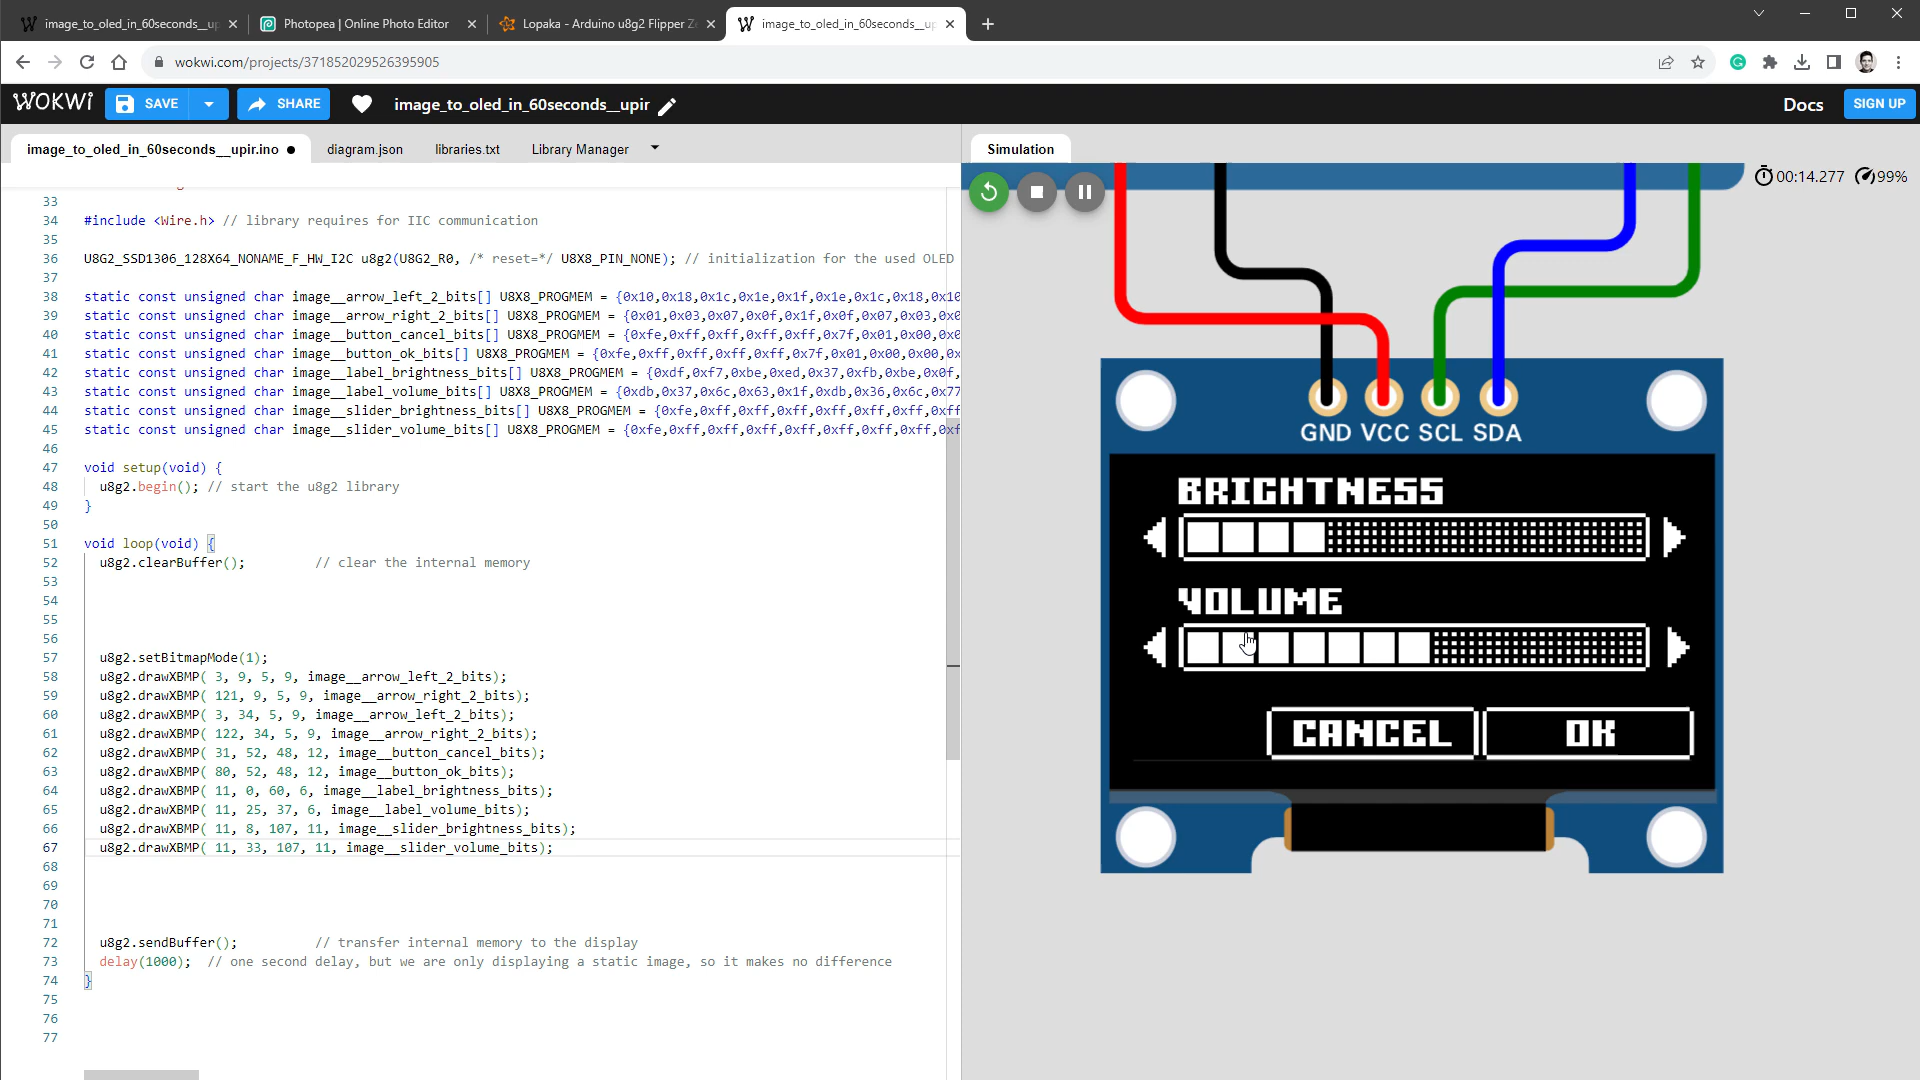 image_to_oled_in_60seconds__up
Photopea | Online Photo Editor
Lopaka - Arduino u8g2 Flipper Z
image_to_oled_in_60seconds__up
wokwi.com/projects/371852029526395905
WOKWI
SAVE
SHARE
image_to_oled_in_60seconds__upir
Docs
SIGN UP
image_to_oled_in_60seconds__upir.ino
diagram.json
libraries.txt
Library Manager
Simulation
00:14.277
99%
33
34 #include <Wire.h> // library requires for IIC communication
35
36 U8G2_SSD1306_128X64_NONAME_F_HW_I2C u8g2(U8G2_R0, /* reset=*/ U8X8_PIN_NONE); // initialization for the used OLED
37
38 static const unsigned char image__arrow_left_2_bits[] U8X8_PROGMEM = {0x10,0x18,0x1c,0x1e,0x1f,0x1e,0x1c,0x18,0x10
39 static const unsigned char image__arrow_right_2_bits[] U8X8_PROGMEM = {0x01,0x03,0x07,0x0f,0x1f,0x0f,0x07,0x03,0x0
40 static const unsigned char image__button_cancel_bits[] U8X8_PROGMEM = {0xfe,0xff,0xff,0xff,0xff,0x7f,0x01,0x00,0x0
41 static const unsigned char image__button_ok_bits[] U8X8_PROGMEM = {0xfe,0xff,0xff,0xff,0xff,0x7f,0x01,0x00,0x00,0x
42 static const unsigned char image__label_brightness_bits[] U8X8_PROGMEM = {0xdf,0xf7,0xbe,0xed,0x37,0xfb,0xbe,0x0f,
43 static const unsigned char image__label_volume_bits[] U8X8_PROGMEM = {0xdb,0x37,0x6c,0x63,0x1f,0xdb,0x36,0x6c,0x77
44 static const unsigned char image__slider_brightness_bits[] U8X8_PROGMEM = {0xfe,0xff,0xff,0xff,0xff,0xff,0xff,0xff
45 static const unsigned char image__slider_volume_bits[] U8X8_PROGMEM = {0xfe,0xff,0xff,0xff,0xff,0xff,0xff,0xff,0xf
46
47 void setup(void) {
48 u8g2.begin(); // start the u8g2 library
49 }
50
51 void loop(void) {
52 u8g2.clearBuffer(); // clear the internal memory
53
54
55
56
57 u8g2.setBitmapMode(1);
58 u8g2.drawXBMP( 3, 9, 5, 9, image__arrow_left_2_bits);
59 u8g2.drawXBMP( 121, 9, 5, 9, image__arrow_right_2_bits);
60 u8g2.drawXBMP( 3, 34, 5, 9, image__arrow_left_2_bits);
61 u8g2.drawXBMP( 122, 34, 5, 9, image__arrow_right_2_bits);
62 u8g2.drawXBMP( 31, 52, 48, 12, image__button_cancel_bits);
63 u8g2.drawXBMP( 80, 52, 48, 12, image__button_ok_bits);
64 u8g2.drawXBMP( 11, 0, 60, 6, image__label_brightness_bits);
65 u8g2.drawXBMP( 11, 25, 37, 6, image__label_volume_bits);
66 u8g2.drawXBMP( 11, 8, 107, 11, image__slider_brightness_bits);
67 u8g2.drawXBMP( 11, 33, 107, 11, image__slider_volume_bits);
68
69
70
71
72 u8g2.sendBuffer(); // transfer internal memory to the display
73 delay(1000); // one second delay, but we are only displaying a static image, so it makes no difference
74 }
75
76
77
GND VCC SCL SDA
BRIGHTNESS
VOLUME
CANCEL
OK